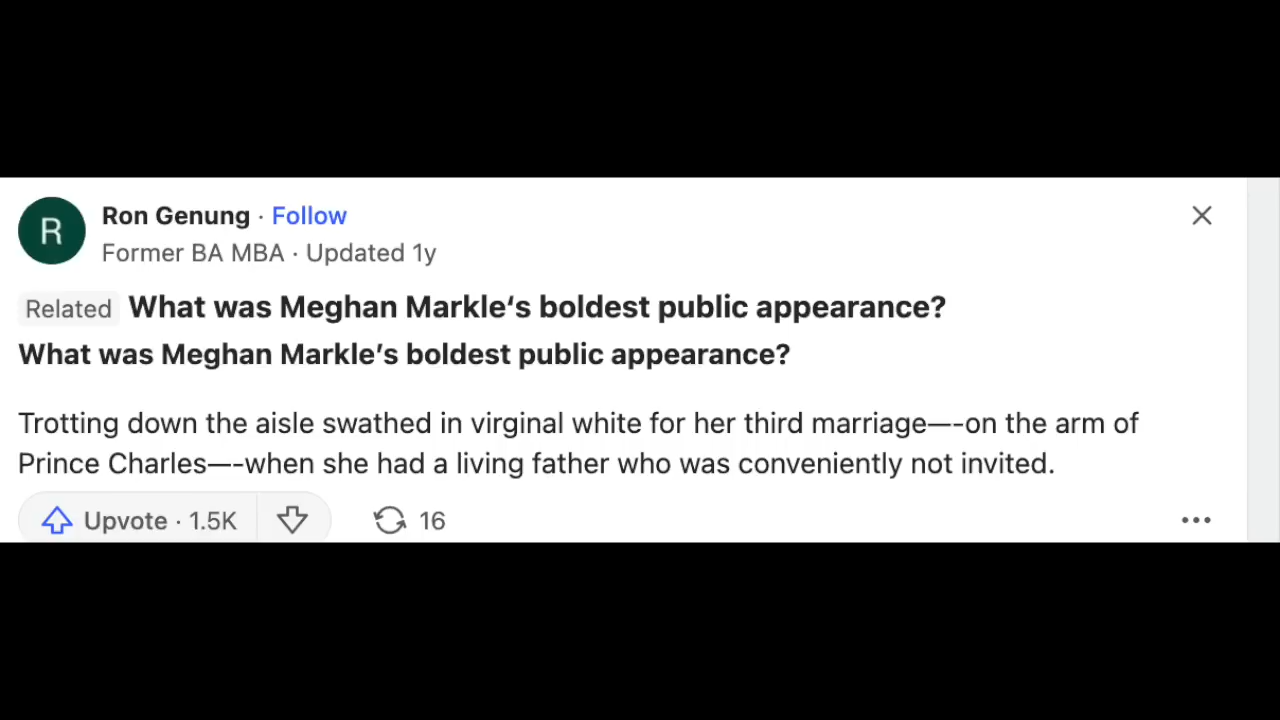 R
Ron Genung · Follow
Former BA MBA · Updated 1y
Related What was Meghan Markle‘s boldest public appearance?
What was Meghan Markle’s boldest public appearance?
Trotting down the aisle swathed in virginal white for her third marriage—-on the arm of
Prince Charles—-when she had a living father who was conveniently not invited.
Upvote · 1.5K 16